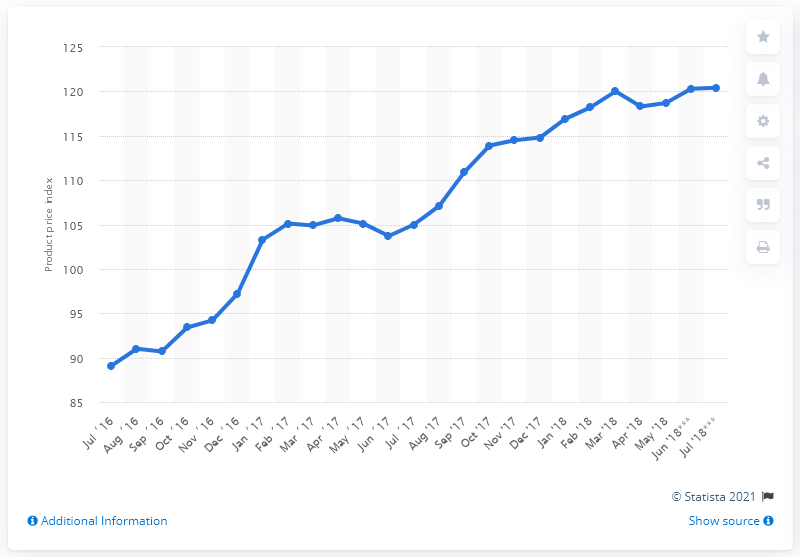 125
120
115
110
105
100
95
90
85
Product price index
Jul '16
Aug '16
Sep '16
Oct '16
Nov '16
Dec '16
Jan '17
Feb '17
Mar '17
Apr '17
May '17
Jun '17
Jul '17
Aug '17
Sep '17
Oct '17
Nov '17
Dec '17
Jan '18
Feb '18
Mar '18
Apr '18
May '18
Jun '18***
Jul '18***
© Statista 2021
Additional Information
Show source